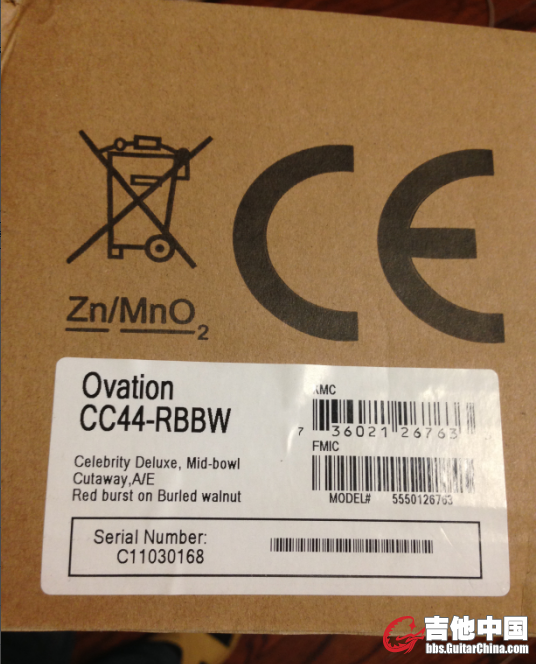 CE
Zn/MnO2
Ovation
CC44-RBBW
Celebrity Deluxe, Mid-bowl
Cutaway,A/E
Red burst on Burled walnut
KMC
7 36021 26763
FMIC
MODEL# 5550126763
Serial Number:
C11030168
吉他中国
bbs.GuitarChina.com